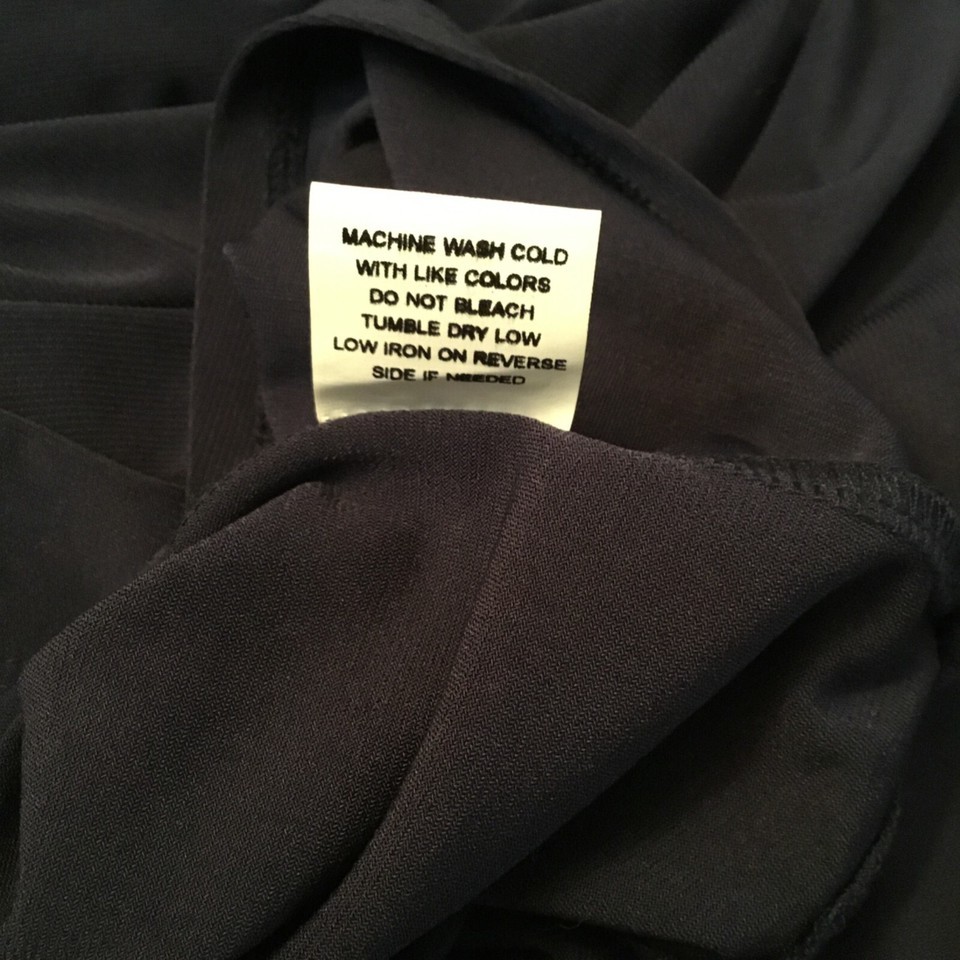 MACHINE WASH COLD
WITH LIKE COLORS
DO NOT BLEACH
TUMBLE DRY LOW
LOW IRON ON REVERSE
SIDE IF NEEDED